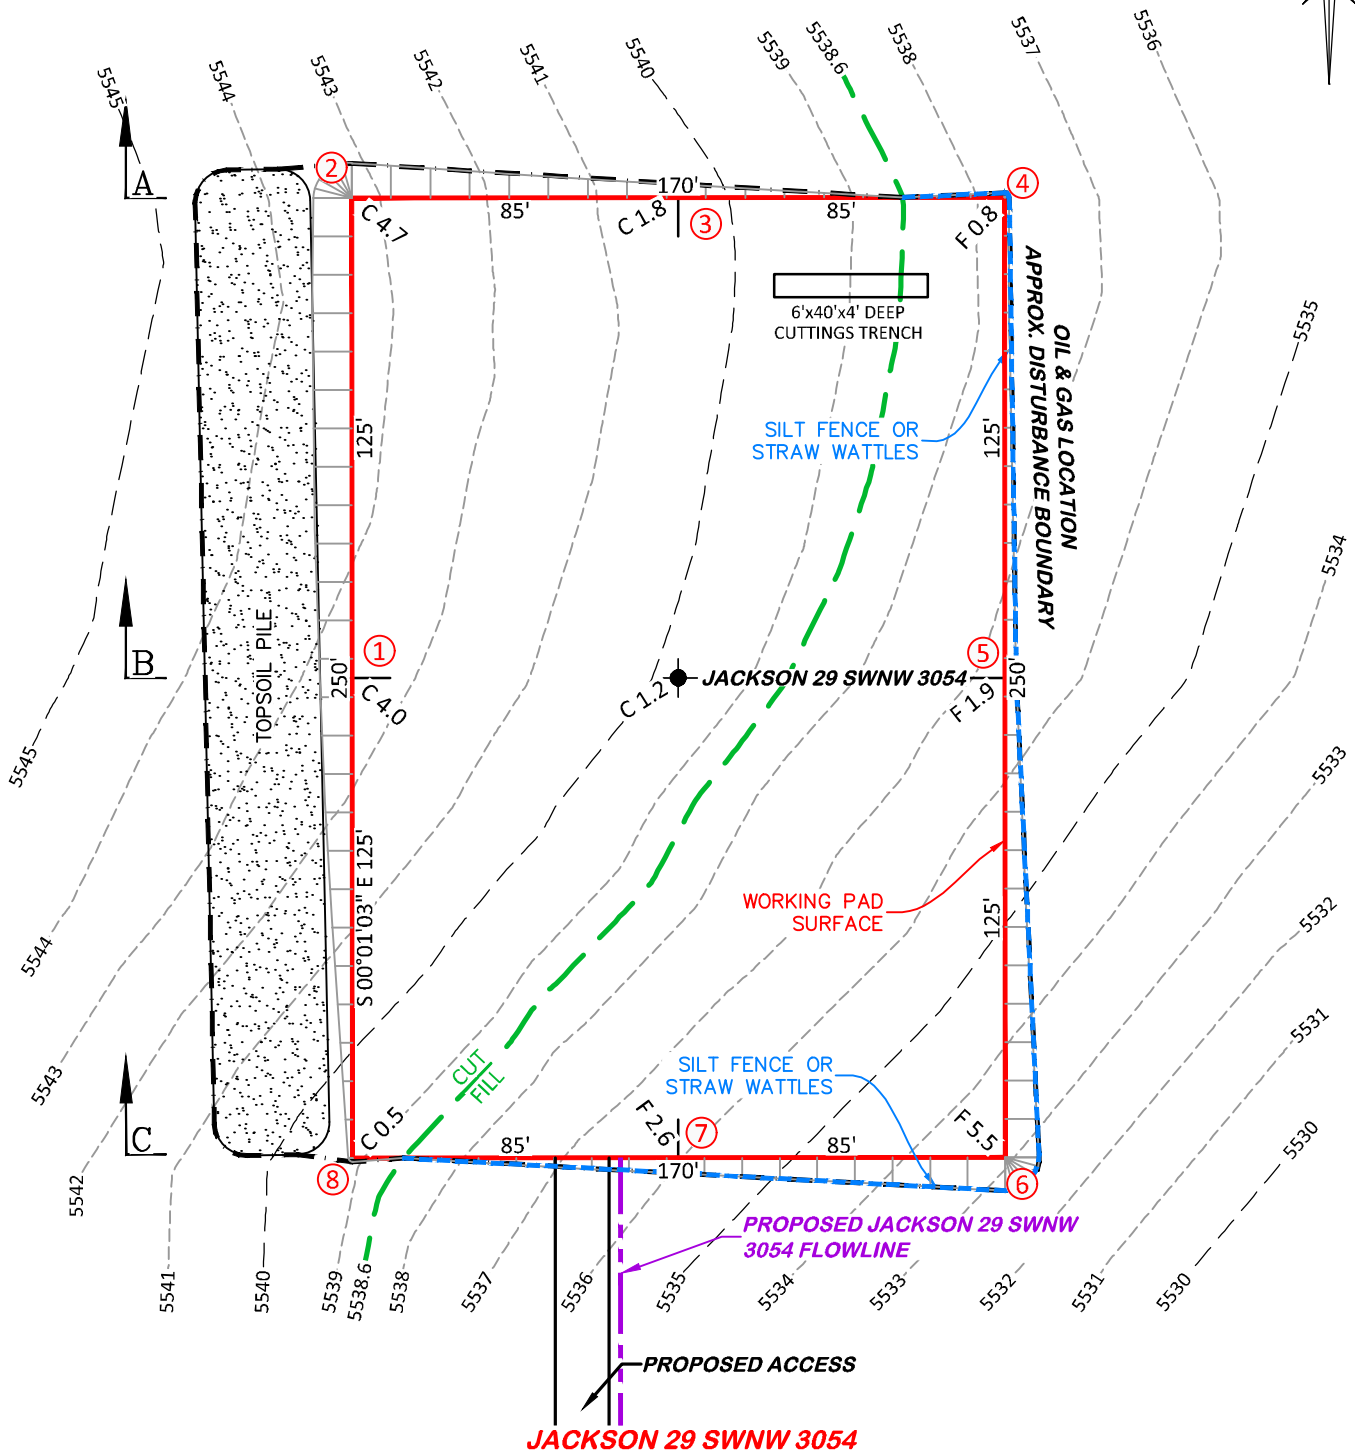 5545
5544
5543
5542
5541
5540
5539
5538.6
5538
5537
5536
A
2
170'
4
C 4.7
85'
C 1.8
3
85'
F 0.8
6'x40'x4' DEEP
CUTTINGS TRENCH
OIL & GAS LOCATION
APPROX. DISTURBANCE BOUNDARY
5535
SILT FENCE OR
STRAW WATTLES
125'
125'
5534
B
TOPSOIL PILE
250'
1
C 4.0
C 1.2
JACKSON 29 SWNW 3054
5
F 1.9
250'
5545
5533
S 00°01'03" E 125'
WORKING PAD
SURFACE
125'
5532
5544
5531
5543
CUT
FILL
SILT FENCE OR
STRAW WATTLES
C
C 0.5
85'
F 2.6
7
85'
F 5.5
5530
8
170'
6
5542
PROPOSED JACKSON 29 SWNW
3054 FLOWLINE
5541
5540
5539
5538.6
5538
5537
5536
5535
5534
5533
5532
5531
5530
PROPOSED ACCESS
JACKSON 29 SWNW 3054